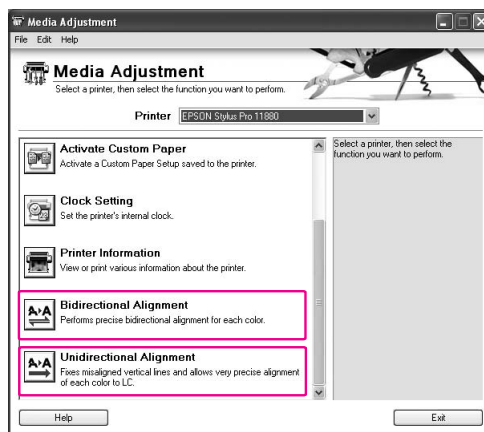 Media Adjustment
File Edit Help
Media Adjustment
Select a printer, then select the function you want to perform.
Printer EPSON Stylus Pro 11880
Activate Custom Paper
Activate a Custom Paper Setup saved to the printer.
Clock Setting
Set the printer's internal clock.
Printer Information
View or print various information about the printer.
A›A Bidirectional Alignment
Performs precise bidirectional alignment for each color.
A›A Unidirectional Alignment
Fixes misaligned vertical lines and allows very precise alignment
of each color to LC.
Select a printer, then select the
function you want to perform.
Help Exit